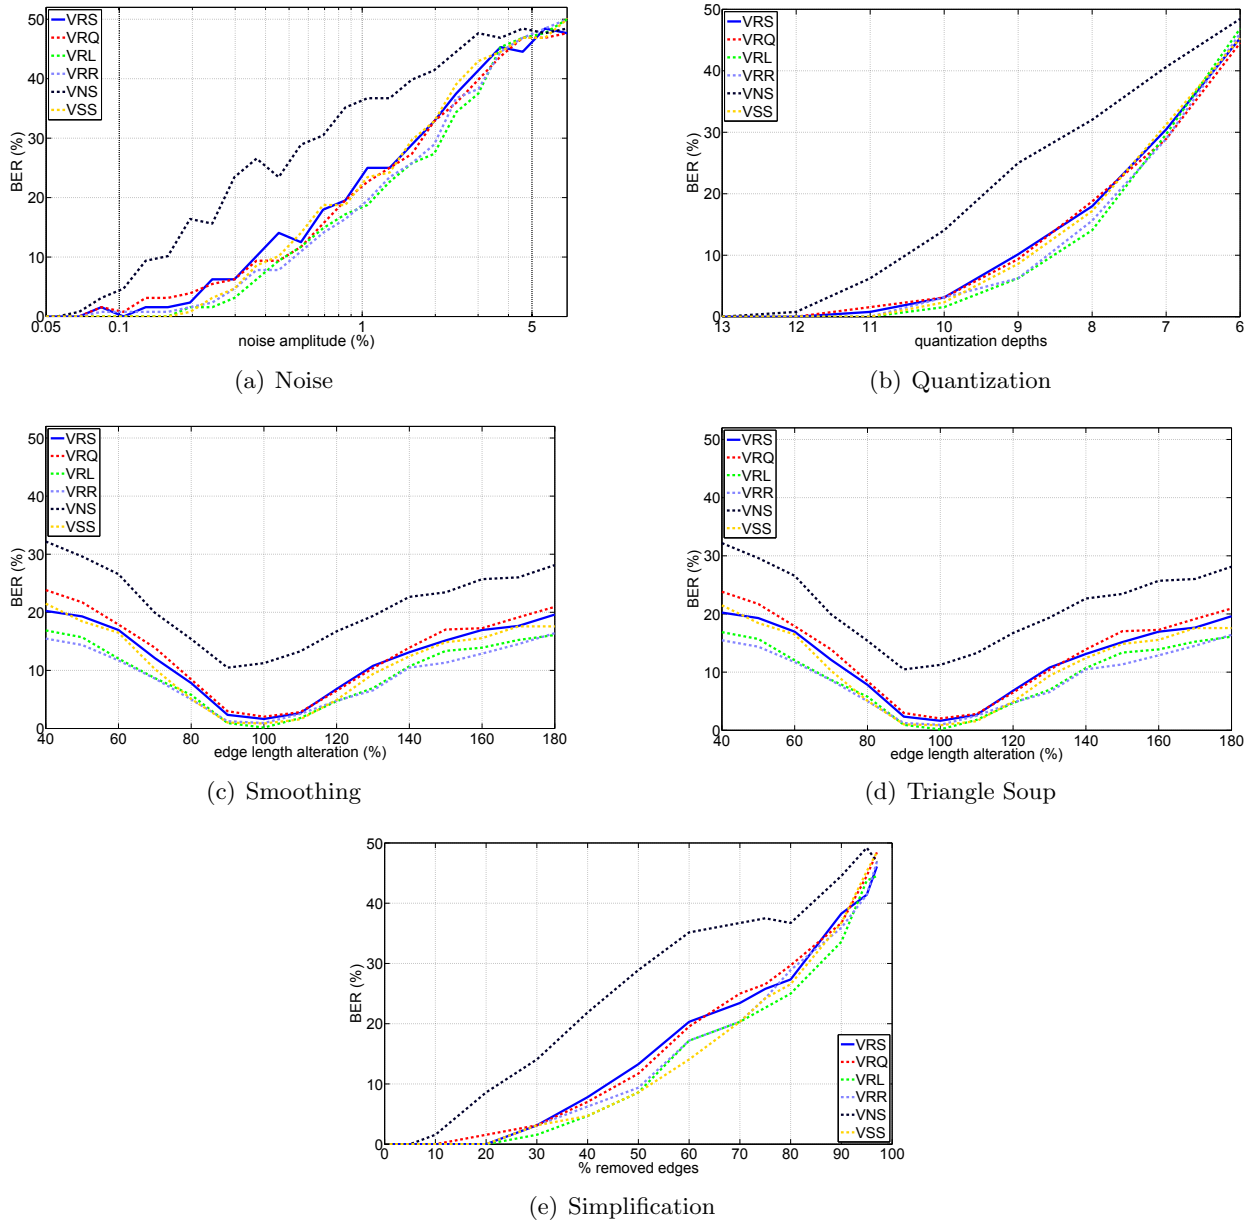 VRS
VRQ
VRL
VRR
VNS
VSS
50
40
30
20
10
0
BER (%)
0.05
0.1
1
5
noise amplitude (%)
(a) Noise
VRS
VRQ
VRL
VRR
VNS
VSS
50
40
30
20
10
0
BER (%)
13
12
11
10
9
8
7
6
quantization depths
(b) Quantization
VRS
VRQ
VRL
VRR
VNS
VSS
50
40
30
20
10
0
BER (%)
40
60
80
100
120
140
160
180
edge length alteration (%)
(c) Smoothing
VRS
VRQ
VRL
VRR
VNS
VSS
50
40
30
20
10
0
BER (%)
40
60
80
100
120
140
160
180
edge length alteration (%)
(d) Triangle Soup
50
40
30
20
10
0
BER (%)
VRS
VRQ
VRL
VRR
VNS
VSS
0
10
20
30
40
50
60
70
80
90
100
% removed edges
(e) Simplification